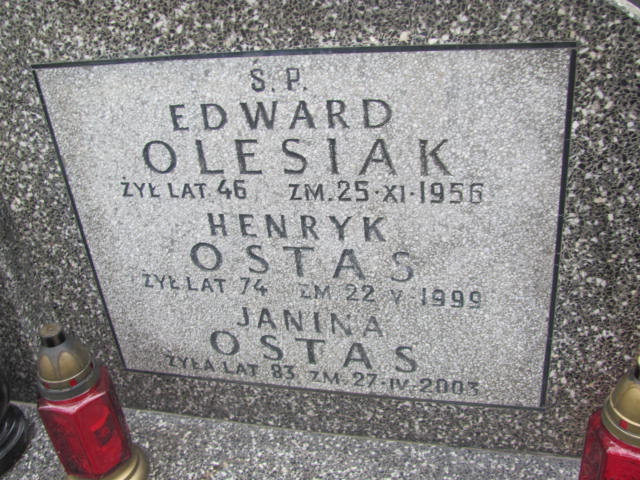 Ś. P.
EDWARD
OLESIAK
ŻYŁ LAT 46 ZM. 25·XI·1956
HENRYK
OSTAS
ŻYŁ LAT 74 ZM 22 V·1999
JANINA
OSTAS
ŻYŁA LAT 83. ZM. 27·IV·2003